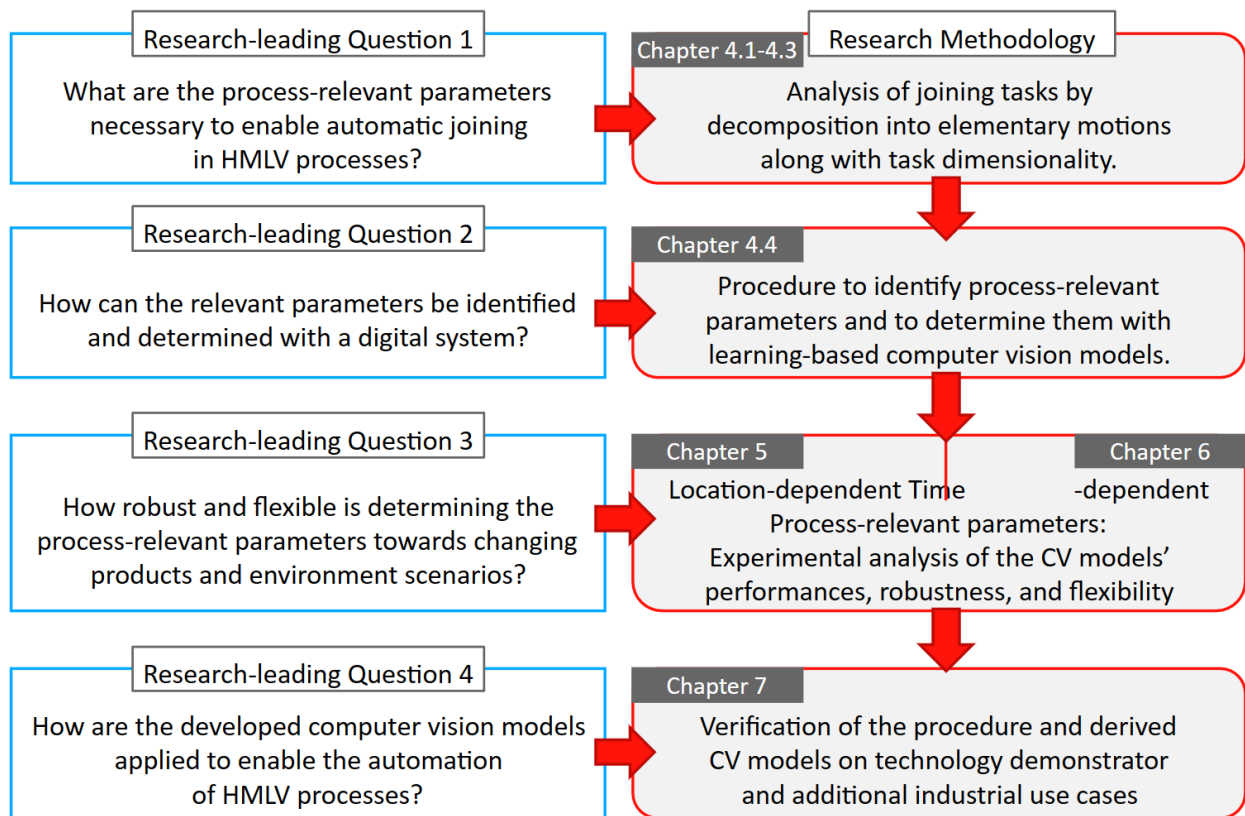 Research-leading Question 1
What are the process-relevant parameters
necessary to enable automatic joining
in HMLV processes?
Research Methodology
Chapter 4.1-4.3
Analysis of joining tasks by
decomposition into elementary motions
along with task dimensionality.
Research-leading Question 2
How can the relevant parameters be identified
and determined with a digital system?
Chapter 4.4
Procedure to identify process-relevant
parameters and to determine them with
learning-based computer vision models.
Research-leading Question 3
How robust and flexible is determining the
process-relevant parameters towards changing
products and environment scenarios?
Chapter 5
Chapter 6
Location-dependent Time -dependent
Process-relevant parameters:
Experimental analysis of the CV models’
performances, robustness, and flexibility
Research-leading Question 4
How are the developed computer vision models
applied to enable the automation
of HMLV processes?
Chapter 7
Verification of the procedure and derived
CV models on technology demonstrator
and additional industrial use cases